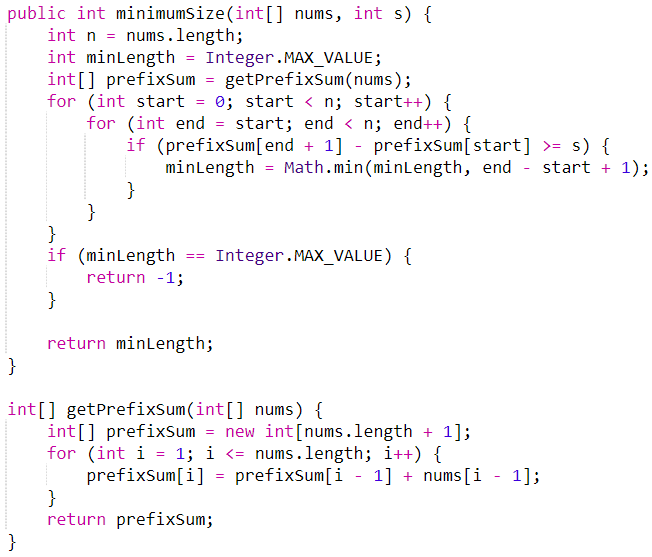 public int minimumSize(int[] nums, int s) {
    int n = nums.length;
    int minLength = Integer.MAX_VALUE;
    int[] prefixSum = getPrefixSum(nums);
    for (int start = 0; start < n; start++) {
        for (int end = start; end < n; end++) {
            if (prefixSum[end + 1] - prefixSum[start] >= s) {
                minLength = Math.min(minLength, end - start + 1);
            }
        }
    }
    if (minLength == Integer.MAX_VALUE) {
        return -1;
    }

    return minLength;
}

int[] getPrefixSum(int[] nums) {
    int[] prefixSum = new int[nums.length + 1];
    for (int i = 1; i <= nums.length; i++) {
        prefixSum[i] = prefixSum[i - 1] + nums[i - 1];
    }
    return prefixSum;
}